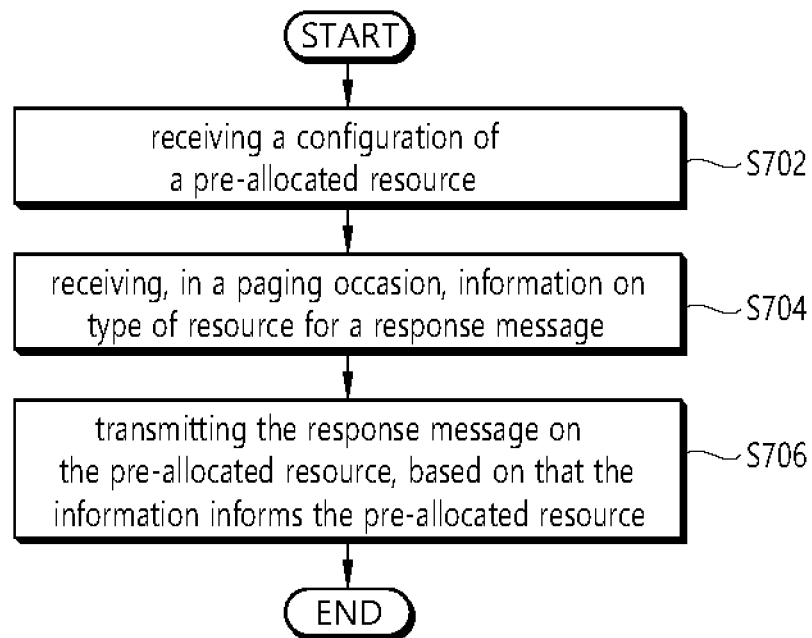 START
receiving a configuration of
a pre-allocated resource
S702
receiving, in a paging occasion, information on
type of resource for a response message
S704
transmitting the response message on
the pre-allocated resource, based on that the
information informs the pre-allocated resource
S706
END